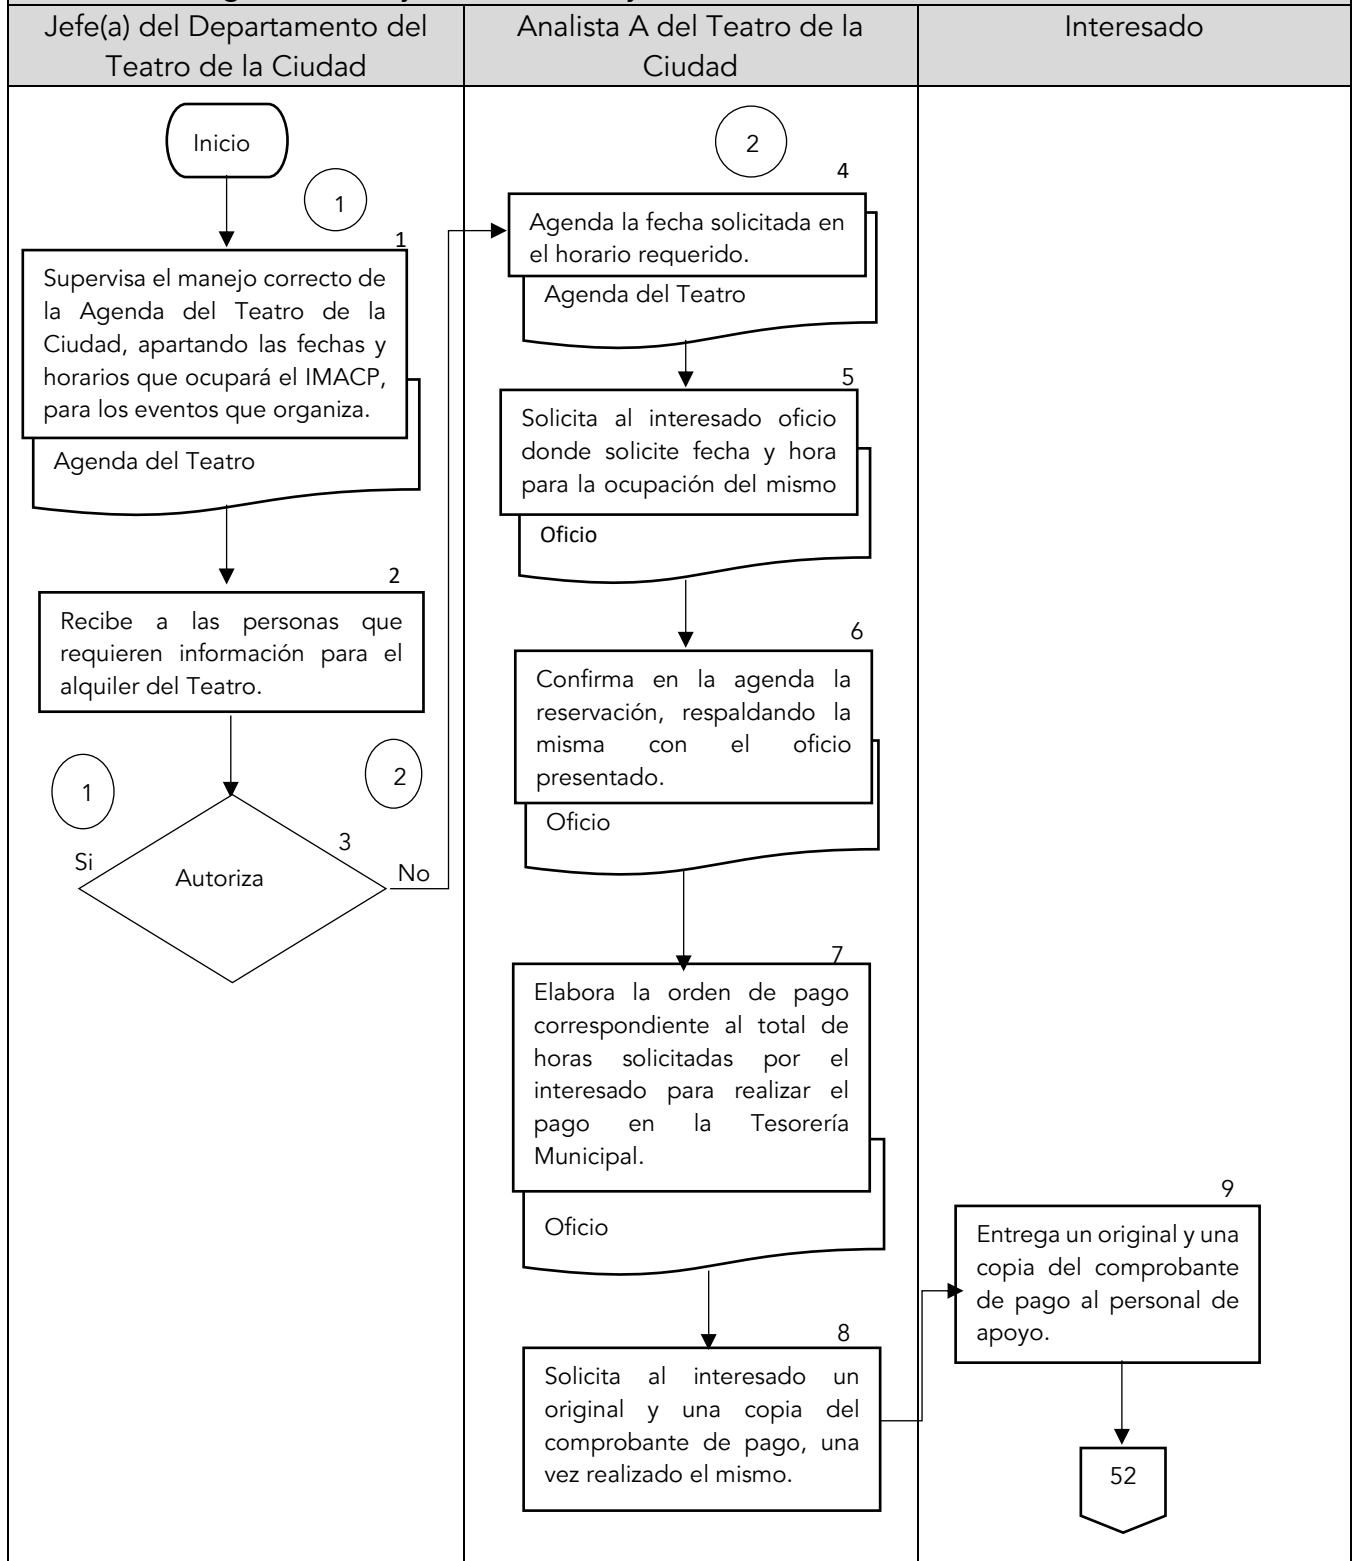 Jefe(a) del Departamento del
Teatro de la Ciudad
Analista A del Teatro de la
Ciudad
Interesado
Inicio
1
1
Supervisa el manejo correcto de
la Agenda del Teatro de la
Ciudad, apartando las fechas y
horarios que ocupará el IMACP,
para los eventos que organiza.
Agenda del Teatro
2
Recibe a las personas que
requieren información para el
alquiler del Teatro.
1
2
3
Si
Autoriza
No
2
4
Agenda la fecha solicitada en
el horario requerido.
Agenda del Teatro
5
Solicita al interesado oficio
donde solicite fecha y hora
para la ocupación del mismo
Oficio
6
Confirma en la agenda la
reservación, respaldando la
misma con el oficio
presentado.
Oficio
7
Elabora la orden de pago
correspondiente al total de
horas solicitadas por el
interesado para realizar el
pago en la Tesorería
Municipal.
Oficio
8
Solicita al interesado un
original y una copia del
comprobante de pago, una
vez realizado el mismo.
9
Entrega un original y una
copia del comprobante
de pago al personal de
apoyo.
52